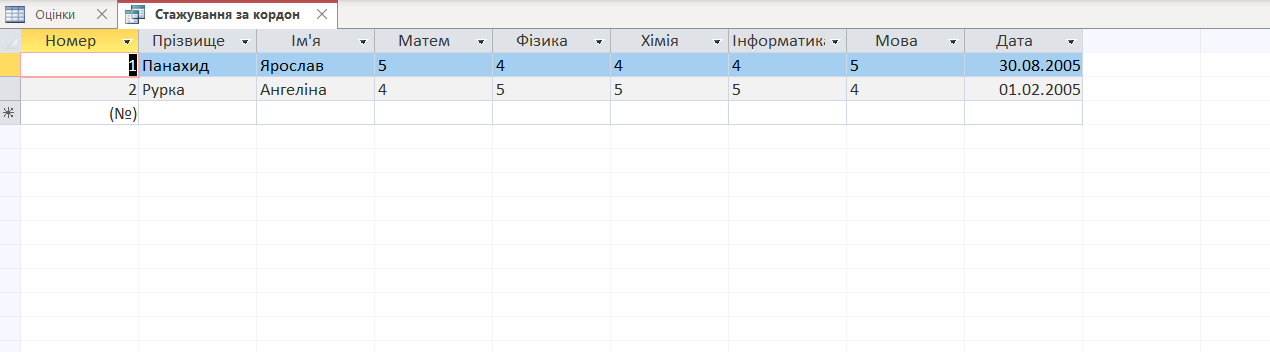 Оцінки Стажування за кордон
Номер Прізвище Ім'я Матем Фізика Хімія Інформатика Мова Дата
1 Панахид Ярослав 5 4 4 4 5 30.08.2005
2 Рурка Ангеліна 4 5 5 5 4 01.02.2005
(№)